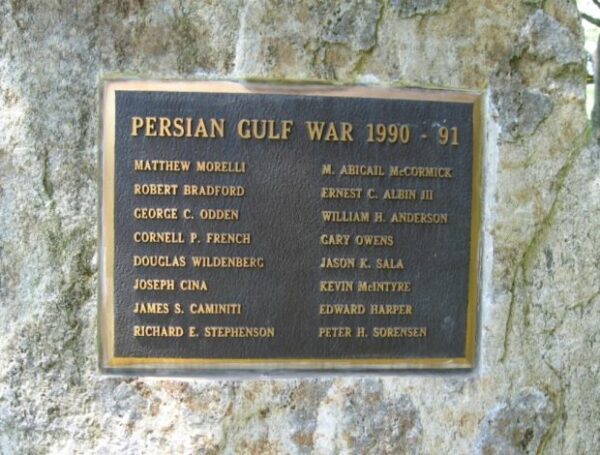 PERSIAN GULF WAR 1990 - 91
MATTHEW MORELLI
ROBERT BRADFORD
GEORGE C. ODDEN
CORNELL P. FRENCH
DOUGLAS WILDENBERG
JOSEPH CINA
JAMES S. CAMINITI
RICHARD E. STEPHENSON
M. ABIGAIL McCORMICK
ERNEST C. ALBIN III
WILLIAM H. ANDERSON
GARY OWENS
JASON K. SALA
KEVIN McINTYRE
EDWARD HARPER
PETER H. SORENSEN